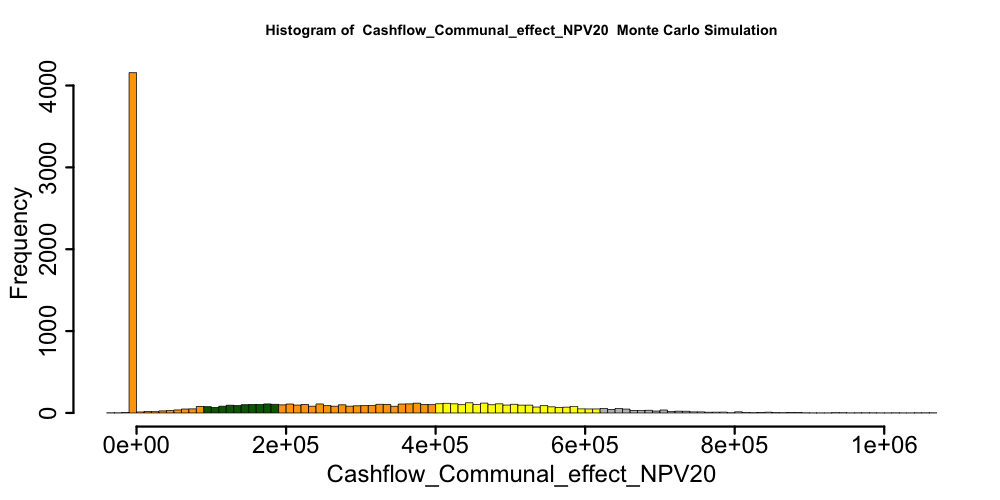 Histogram of  Cashflow_Communal_effect_NPV20  Monte Carlo Simulation
Frequency
4000
3000
2000
1000
0
0e+00 2e+05 4e+05 6e+05 8e+05 1e+06
Cashflow_Communal_effect_NPV20